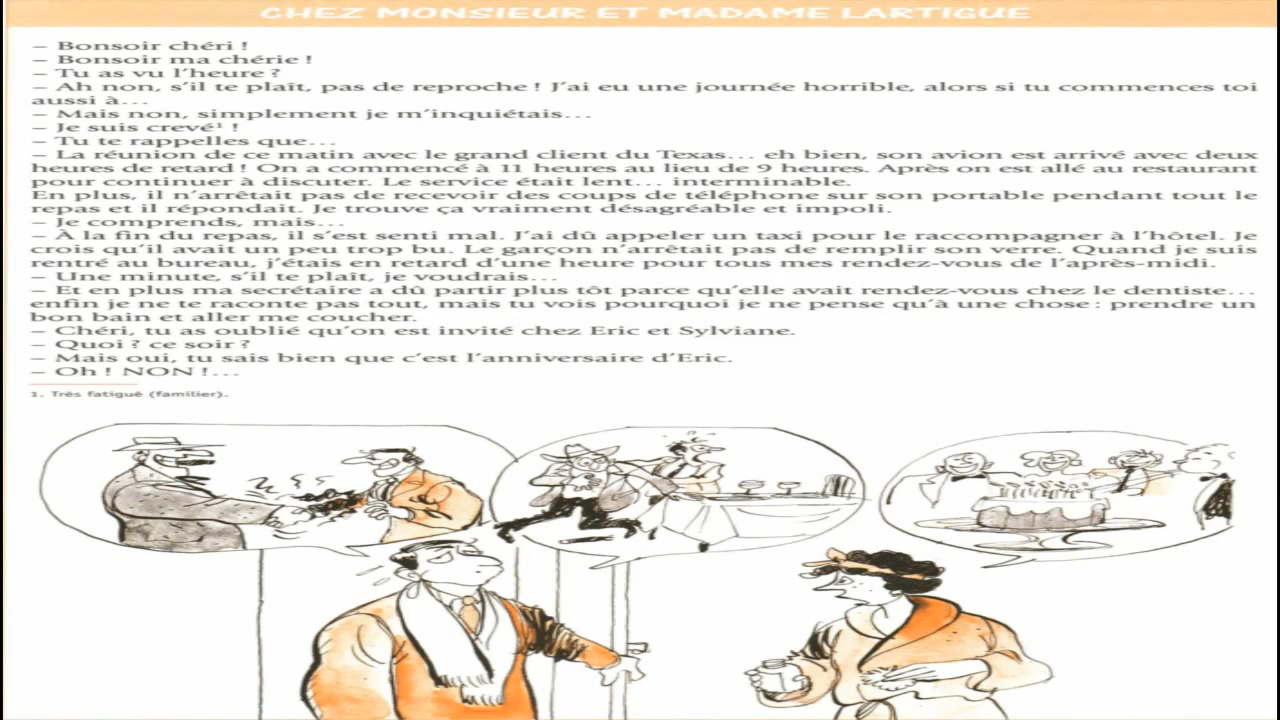 CHEZ MONSIEUR ET MADAME LARTIGUE
– Bonsoir chéri !
– Bonsoir ma chérie !
– Tu as vu l'heure ?
– Ah non, s'il te plaît, pas de reproche ! J'ai eu une journée horrible, alors si tu commences toi
aussi à…
– Mais non, simplement je m'inquiétais…
– Je suis crevé¹ !
– Tu te rappelles que…
– La réunion de ce matin avec le grand client du Texas… eh bien, son avion est arrivé avec deux
heures de retard ! On a commencé à 11 heures au lieu de 9 heures. Après on est allé au restaurant
pour continuer à discuter. Le service était lent… interminable.
En plus, il n'arrêtait pas de recevoir des coups de téléphone sur son portable pendant tout le
repas et il répondait. Je trouve ça vraiment désagréable et impoli.
– Je comprends, mais…
– À la fin du repas, il s'est senti mal. J'ai dû appeler un taxi pour le raccompagner à l'hôtel. Je
crois qu'il avait un peu trop bu. Le garçon n'arrêtait pas de remplir son verre. Quand je suis
rentré au bureau, j'étais en retard d'une heure pour tous mes rendez-vous de l'après-midi.
– Une minute, s'il te plaît, je voudrais…
– Et en plus ma secrétaire a dû partir plus tôt parce qu'elle avait rendez-vous chez le dentiste…
enfin je ne te raconte pas tout, mais tu vois pourquoi je ne pense qu'à une chose : prendre un
bon bain et aller me coucher.
– Chéri, tu as oublié qu'on est invité chez Eric et Sylviane.
– Quoi ? ce soir ?
– Mais oui, tu sais bien que c'est l'anniversaire d'Eric.
– Oh ! NON !…
1. Très fatigué (familier).